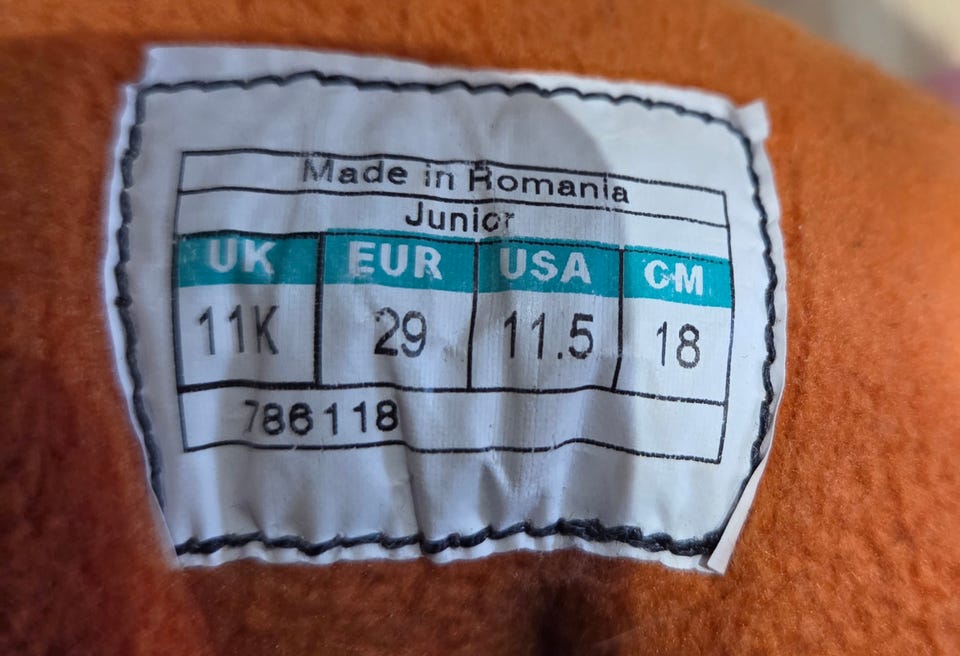 Made in Romania
Junior
UK EUR USA CM
11K 29 11.5 18
786118